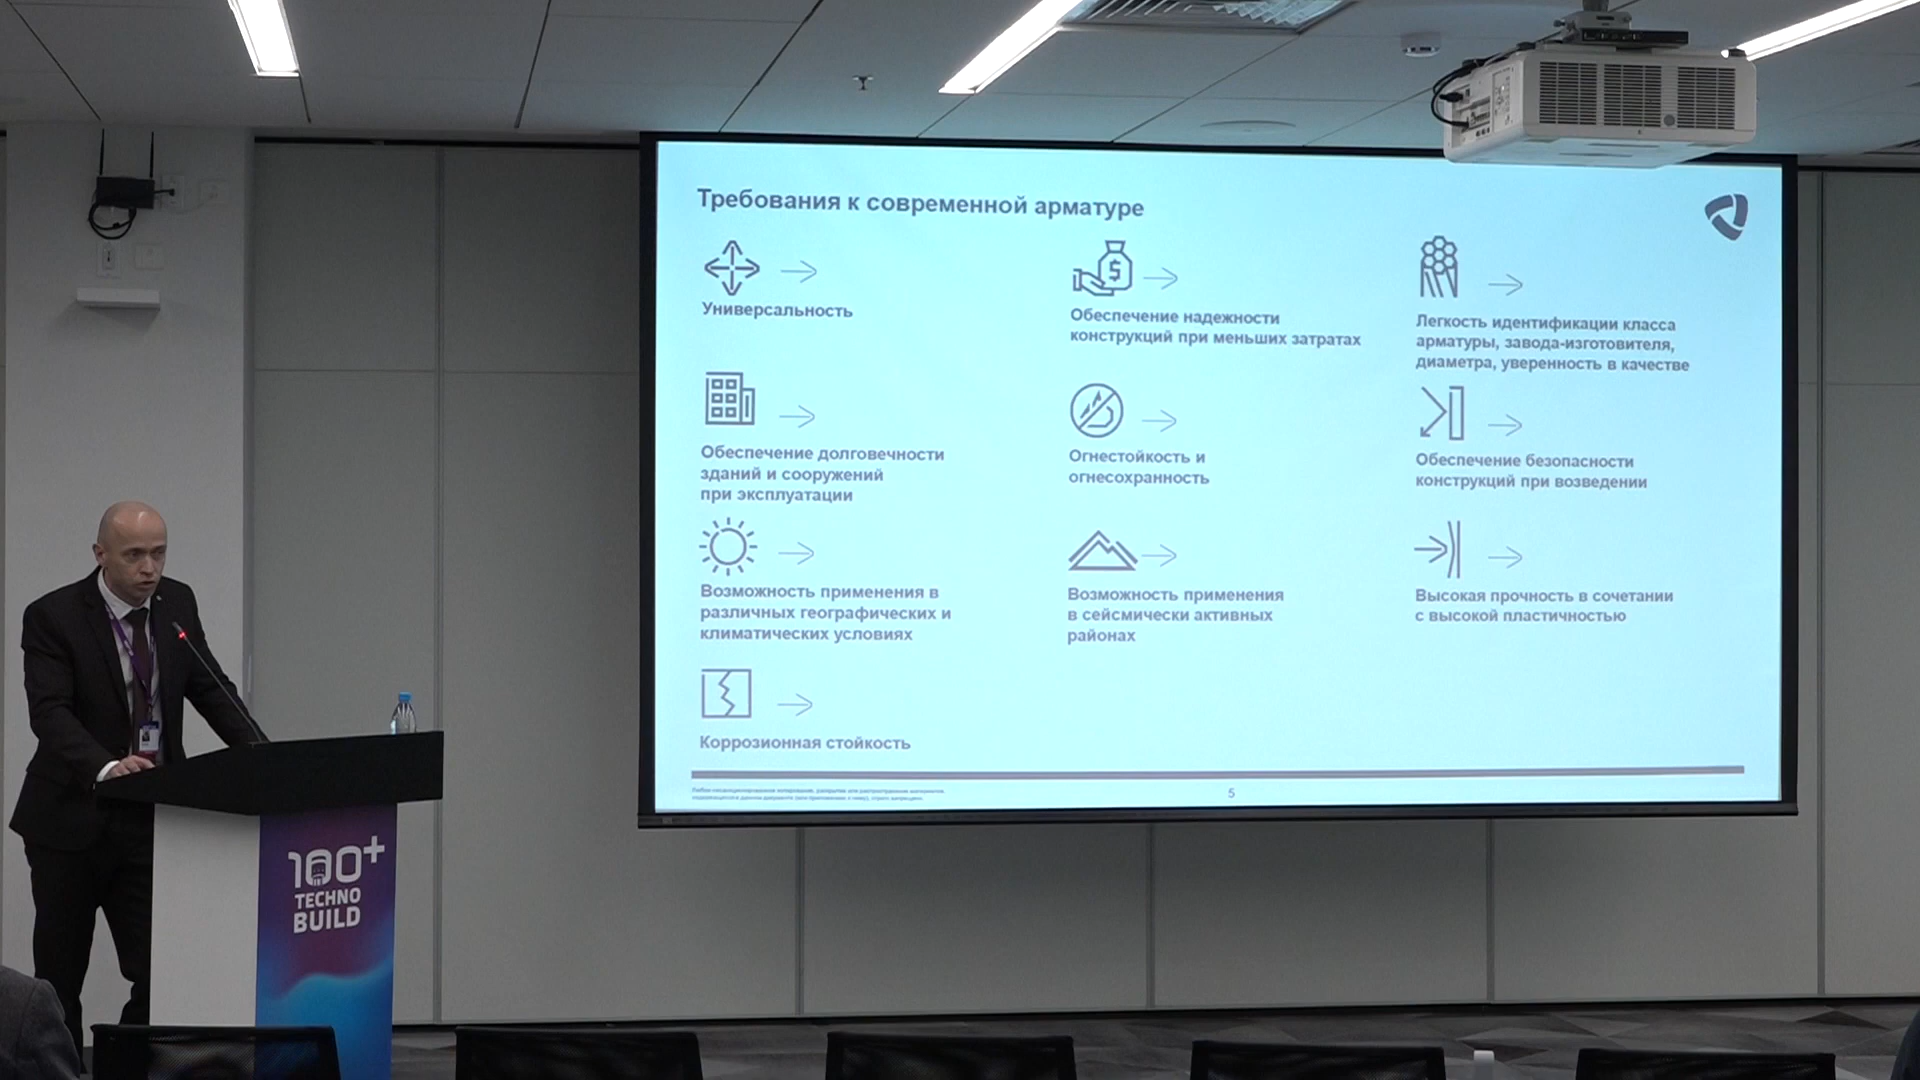 Требования к современной арматуре
Универсальность
Обеспечение надежности
конструкций при меньших затратах
Легкость идентификации класса
арматуры, завода-изготовителя,
диаметра, уверенность в качестве
Обеспечение долговечности
зданий и сооружений
при эксплуатации
Огнестойкость и
огнесохранность
Обеспечение безопасности
конструкций при возведении
Возможность применения в
различных географических и
климатических условиях
Возможность применения
в сейсмически активных
районах
Высокая прочность в сочетании
с высокой пластичностью
Коррозионная стойкость
5
100+
TECHNO
BUILD